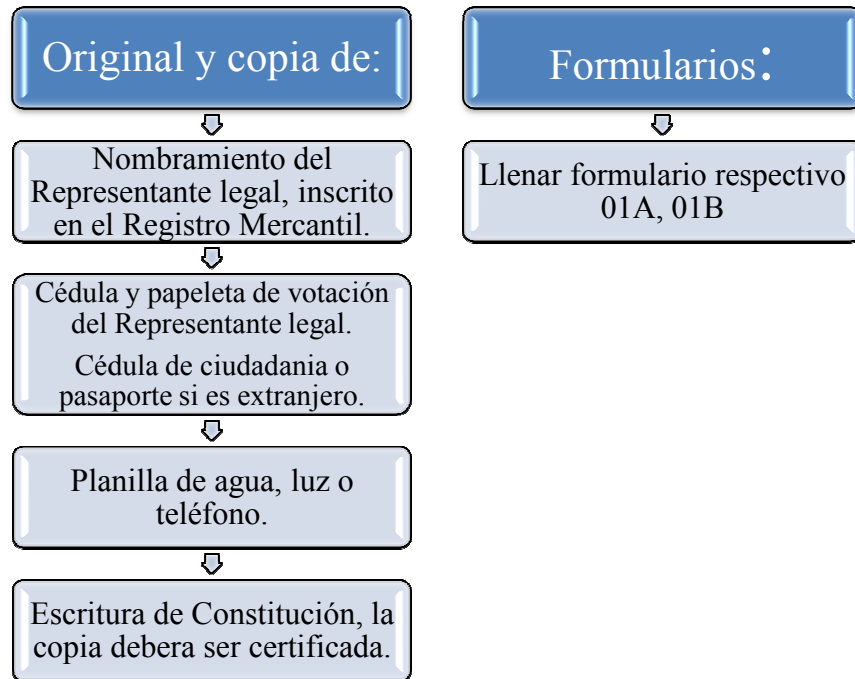 Original y copia de:
Nombramiento del
Representante legal, inscrito
en el Registro Mercantil.
Cédula y papeleta de votación
del Representante legal.
Cédula de ciudadania o
pasaporte si es extranjero.
Planilla de agua, luz o
teléfono.
Escritura de Constitución, la
copia debera ser certificada.
Formularios:
Llenar formulario respectivo
01A, 01B